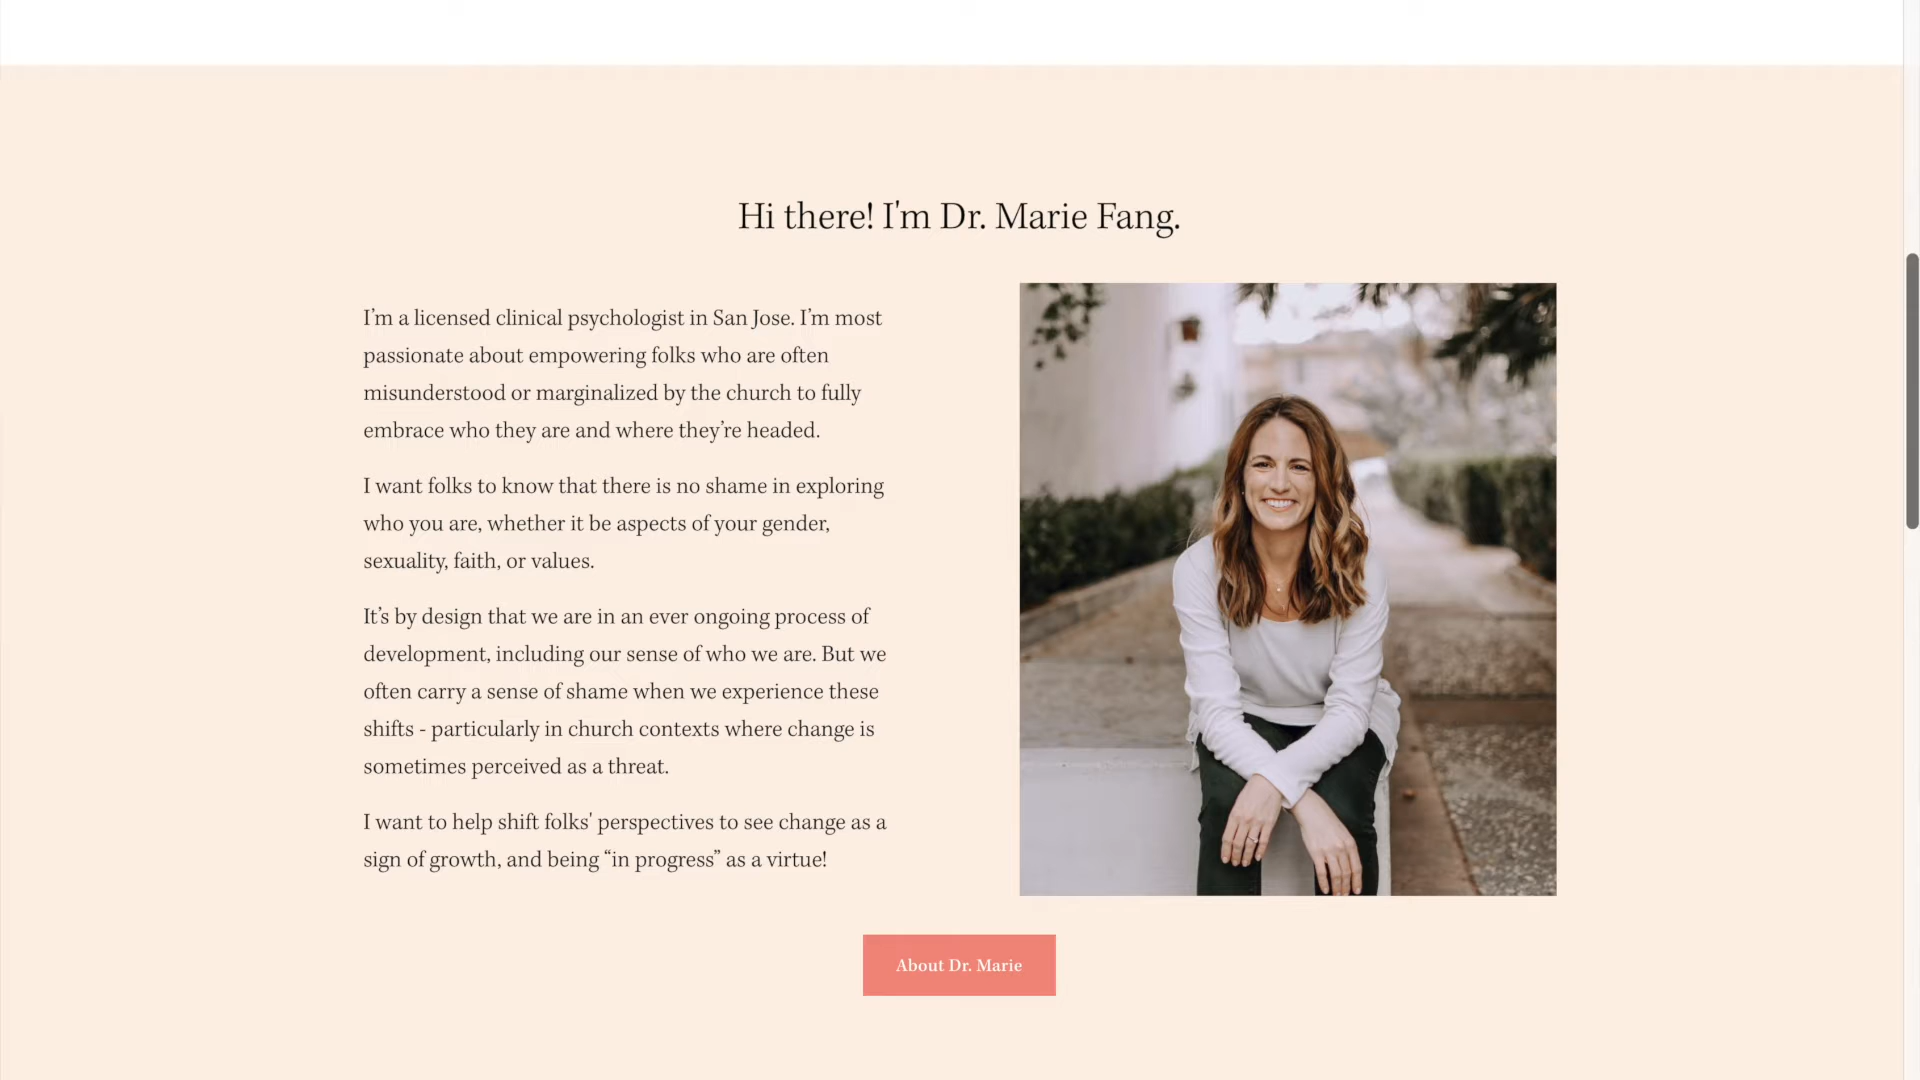 Hi there! I'm Dr. Marie Fang.
I’m a licensed clinical psychologist in San Jose. I’m most
passionate about empowering folks who are often
misunderstood or marginalized by the church to fully
embrace who they are and where they’re headed.
I want folks to know that there is no shame in exploring
who you are, whether it be aspects of your gender,
sexuality, faith, or values.
It’s by design that we are in an ever ongoing process of
development, including our sense of who we are. But we
often carry a sense of shame when we experience these
shifts - particularly in church contexts where change is
sometimes perceived as a threat.
I want to help shift folks' perspectives to see change as a
sign of growth, and being “in progress” as a virtue!
About Dr. Marie